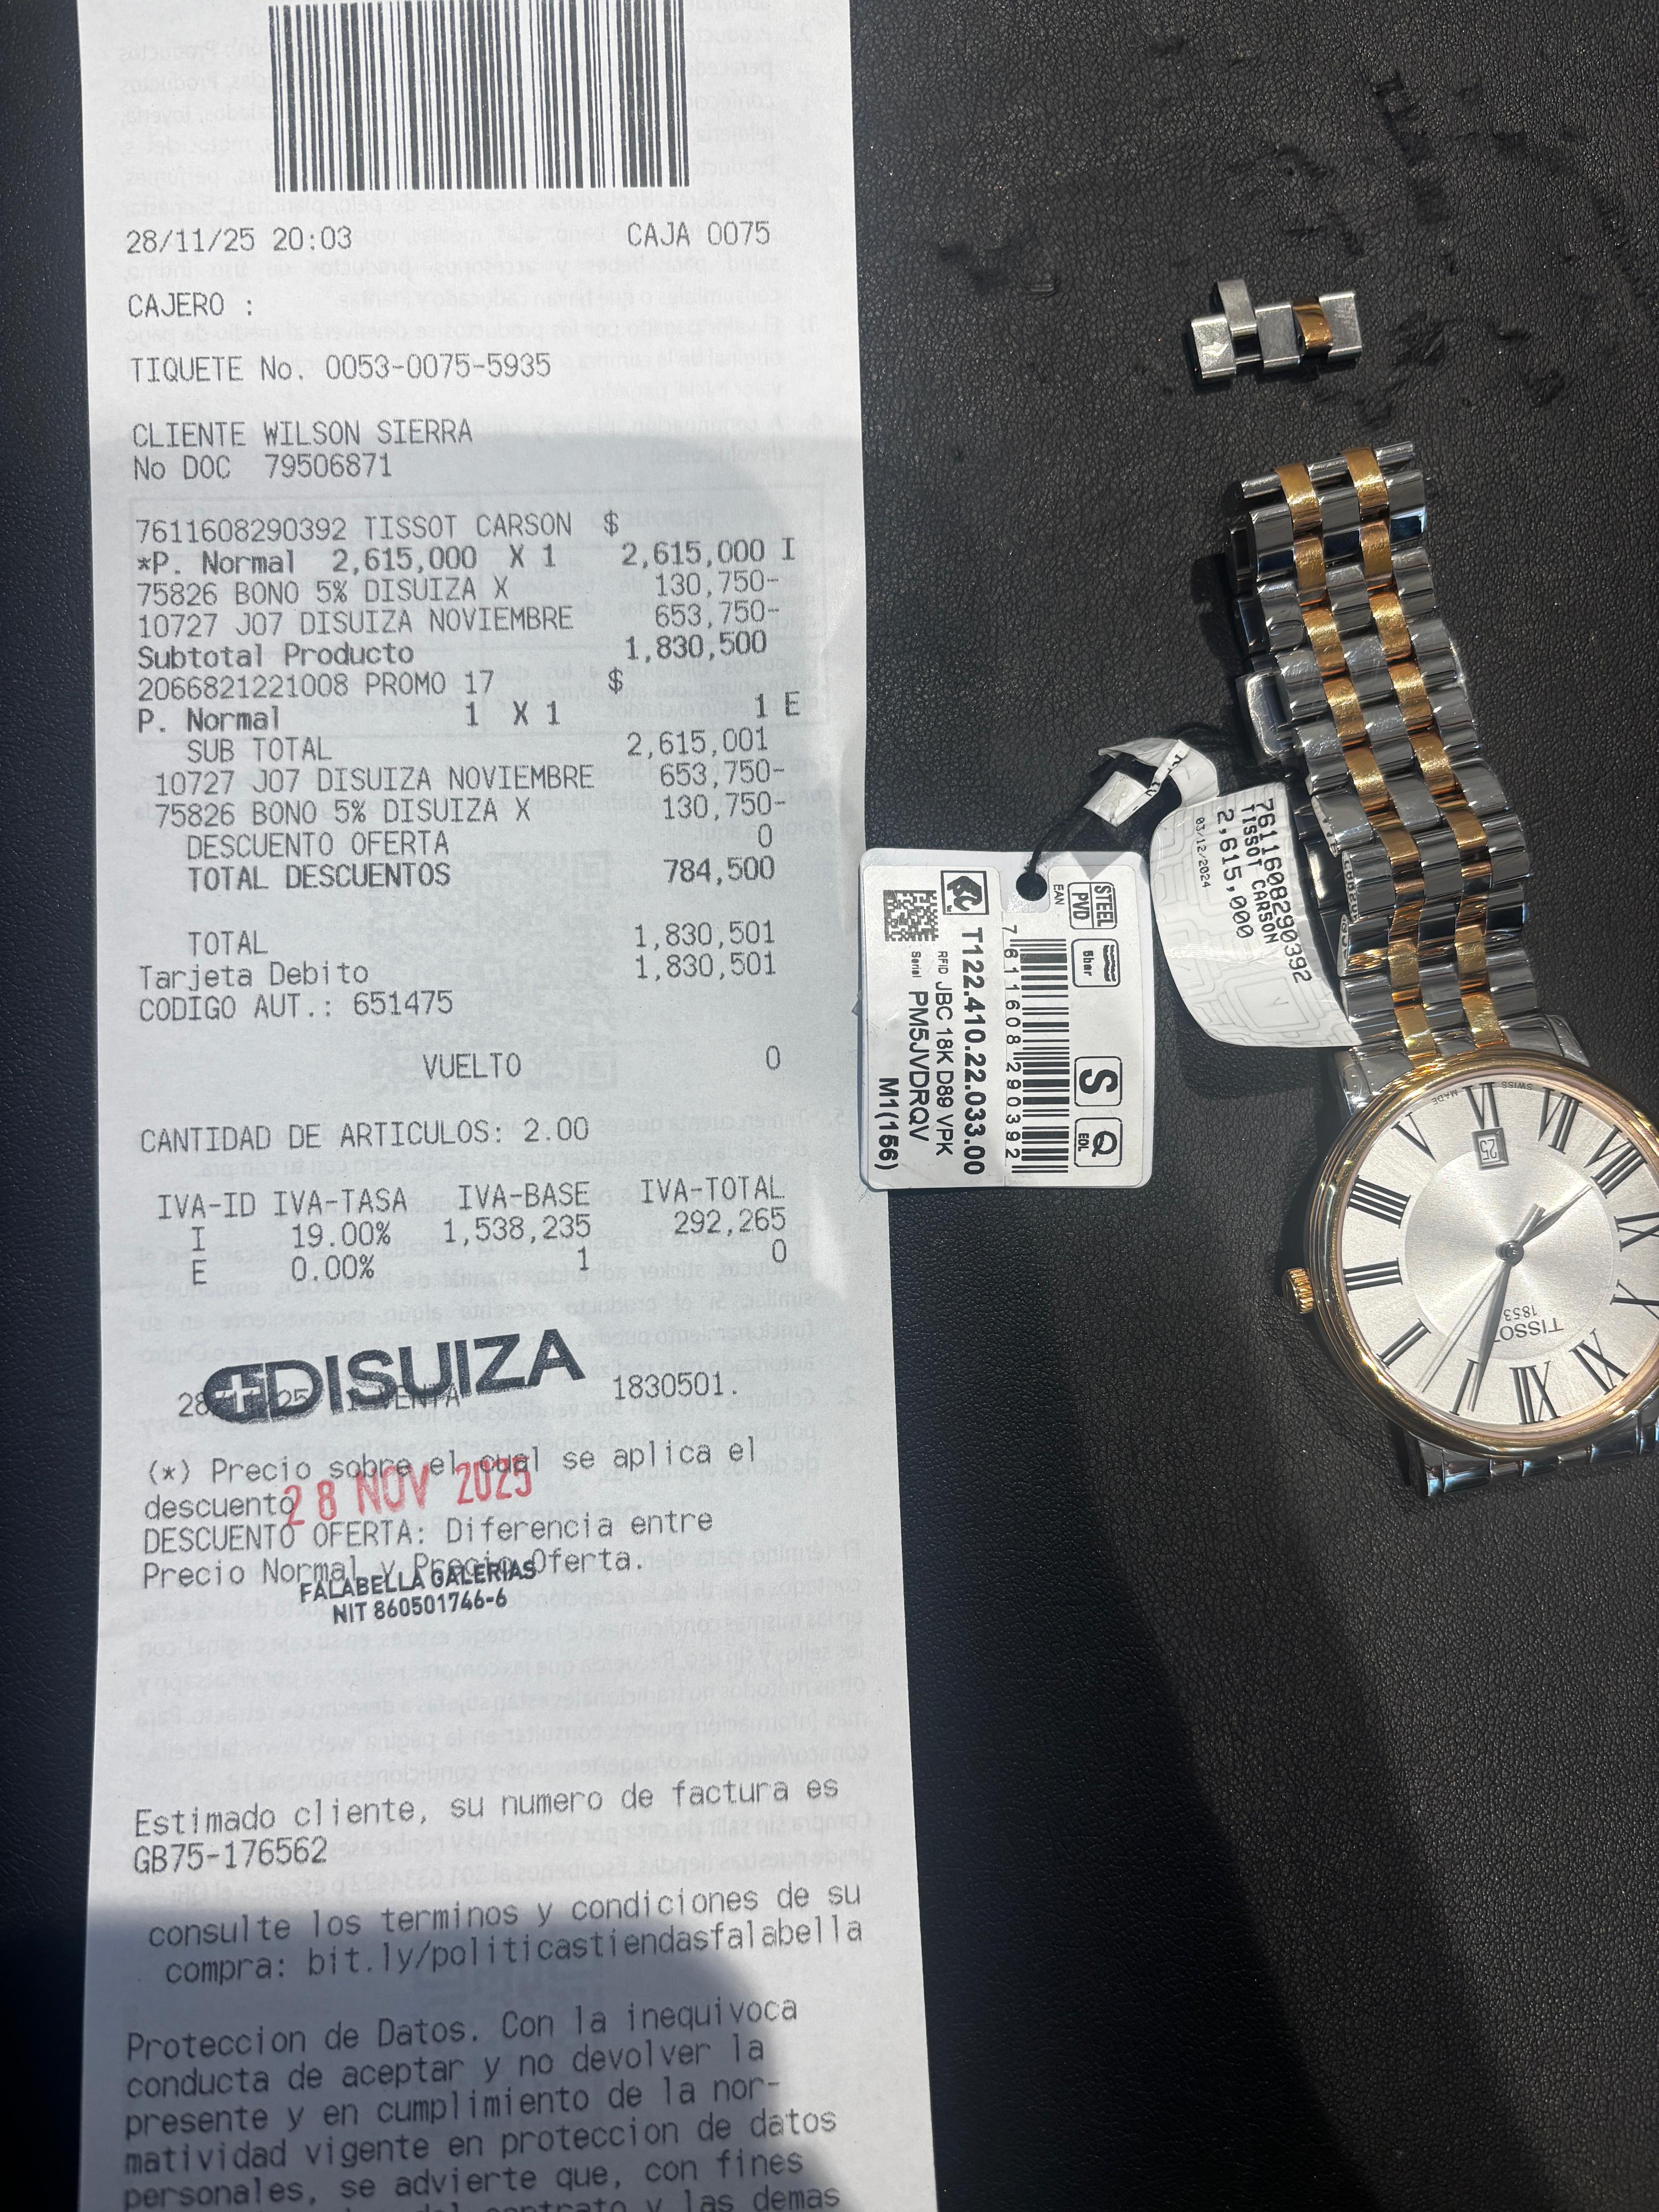 28/11/25 20:03 CAJA 0075
CAJERO :
TIQUETE No. 0053-0075-5935
CLIENTE WILSON SIERRA
No DOC 79506871
7611608290392 TISSOT CARSON $
*P. Normal 2,615,000 X 1 2,615,000 I
75826 BONO 5% DISUIZA X 130,750-
10727 J07 DISUIZA NOVIEMBRE 653,750-
Subtotal Producto 1,830,500
2066821221008 PROMO 17 $
P. Normal 1 X 1 1 E
SUB TOTAL 2,615,001
10727 J07 DISUIZA NOVIEMBRE 653,750-
75826 BONO 5% DISUIZA X 130,750-
DESCUENTO OFERTA 0
TOTAL DESCUENTOS 784,500
TOTAL 1,830,501
Tarjeta Debito 1,830,501
CODIGO AUT.: 651475
VUELTO 0
CANTIDAD DE ARTICULOS: 2.00
IVA-ID IVA-TASA IVA-BASE IVA-TOTAL
I 19.00% 1,538,235 292,265
E 0.00% 1 0
DISUIZA
1830501.
(*) Precio sobre el cual se aplica el
descuento
28 NOV 2025
DESCUENTO OFERTA: Diferencia entre
Precio Normal y Precio Oferta.
FALABELLA GALERIAS
NIT 860501746-6
Estimado cliente, su numero de factura es
GB75-176562
consulte los terminos y condiciones de su
compra: bit.ly/politicastiendasfalabella
Proteccion de Datos. Con la inequivoca
conducta de aceptar y no devolver la
presente y en cumplimiento de la nor-
matividad vigente en proteccion de datos
personales, se advierte que, con fines
del contrato y las demas
STEEL
PVD
5bar
S
Q
EOL
EAN
7 611608 290392
T122.410.22.033.00
RFID JBC 18K D89 VPK
Serial PM5JVDRQV
M1(156)
7611608290392
TISSOT CARSON
2,615,000
03/12/2024
TISSOT
1853
25
SWISS
MADE